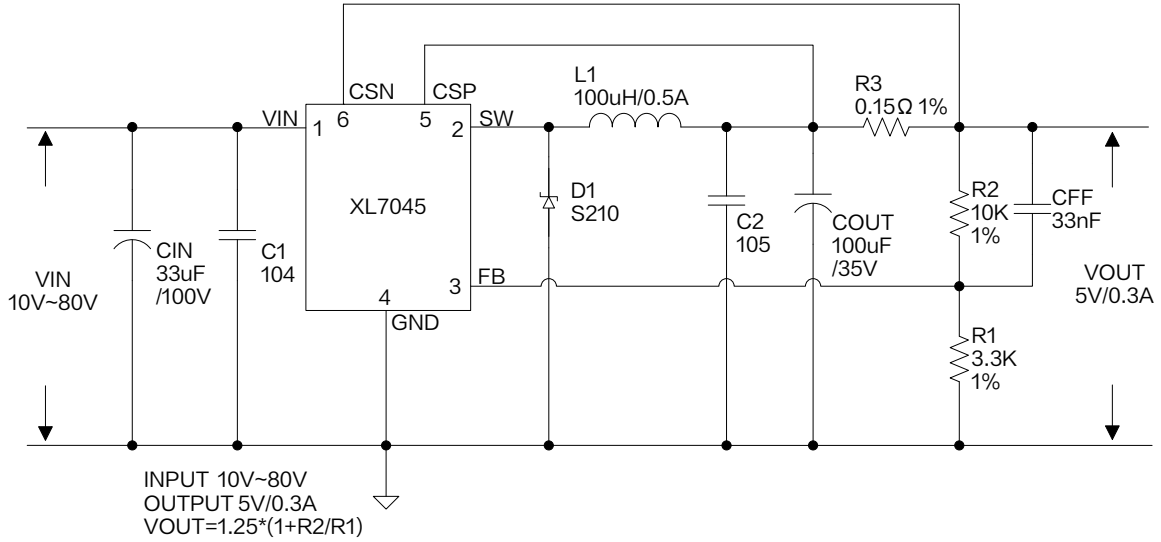 CSN
CSP
VIN
SW
1
6
5
2
L1
100uH/0.5A
R3
0.15Ω 1%
XL7045
D1
S210
C2
105
COUT
100uF
/35V
R2
10K
1%
CFF
33nF
CIN
33uF
/100V
C1
104
VIN
10V~80V
3
FB
4
GND
VOUT
5V/0.3A
R1
3.3K
1%
INPUT 10V~80V
OUTPUT 5V/0.3A
VOUT=1.25*(1+R2/R1)